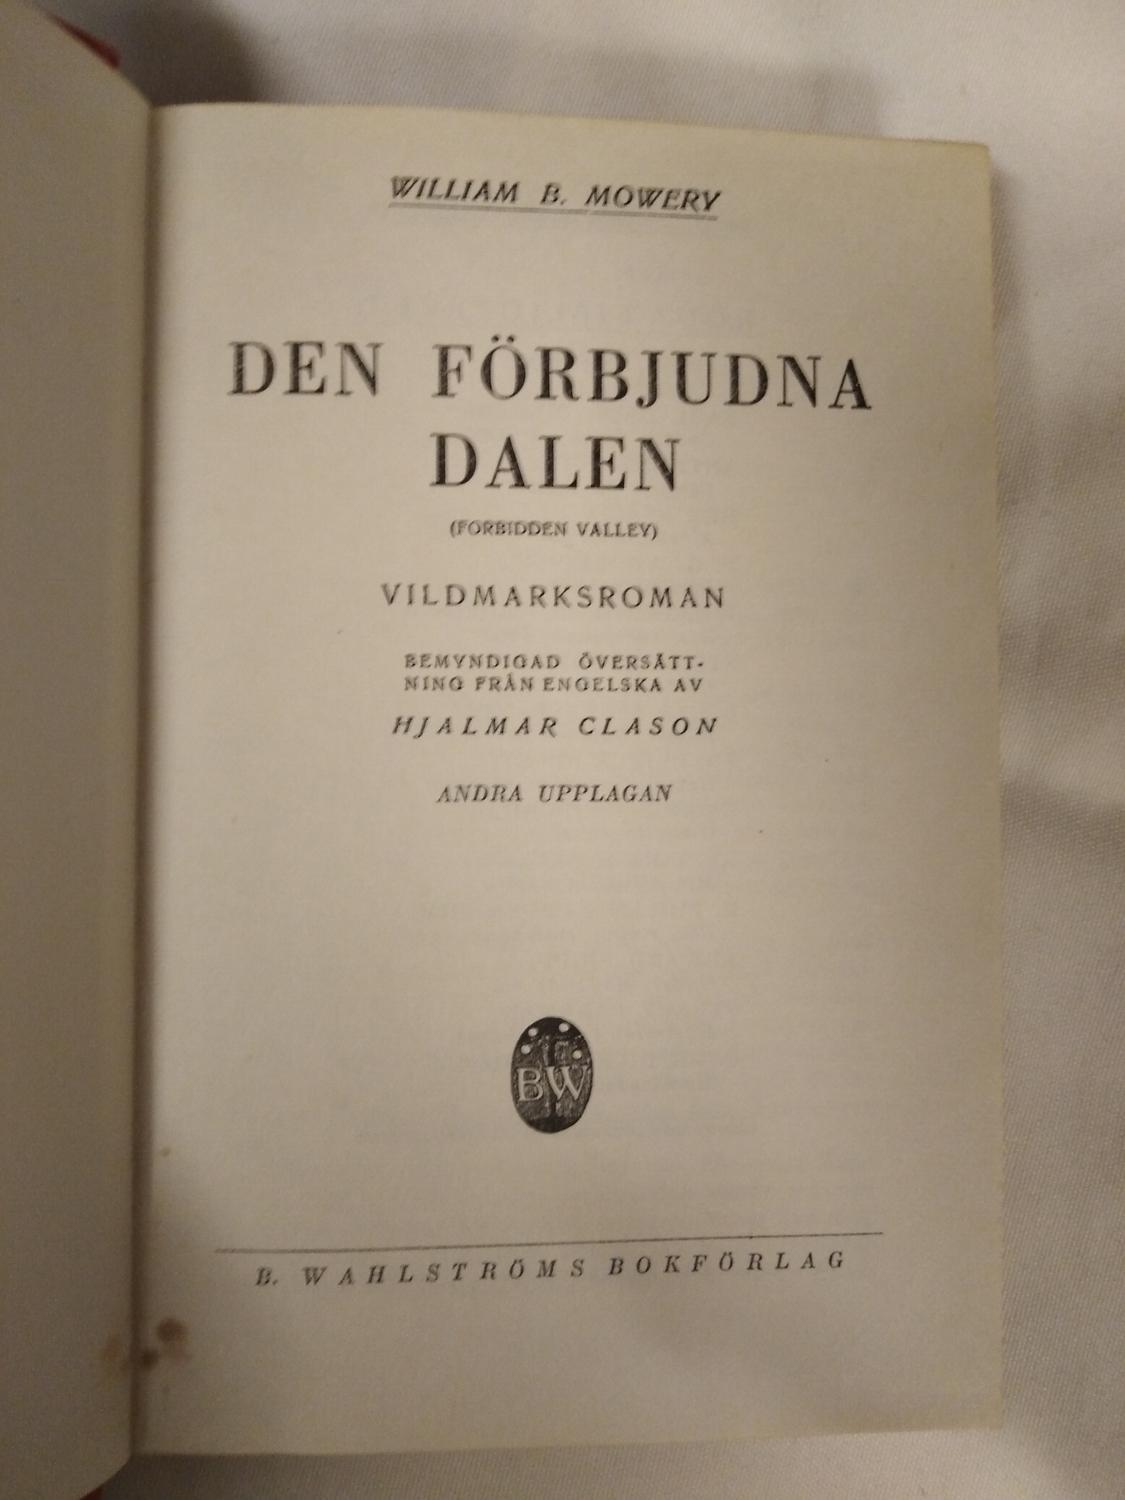 WILLIAM B. MOWERY
DEN FÖRBJUDNA
DALEN
(FORBIDDEN VALLEY)
VILDMARKSROMAN
BEMYNDIGAD ÖVERSÄTT-
NING FRÅN ENGELSKA AV
HJALMAR CLASON
ANDRA UPPLAGAN
BW
B. WAHLSTRÖMS BOKFÖRLAG